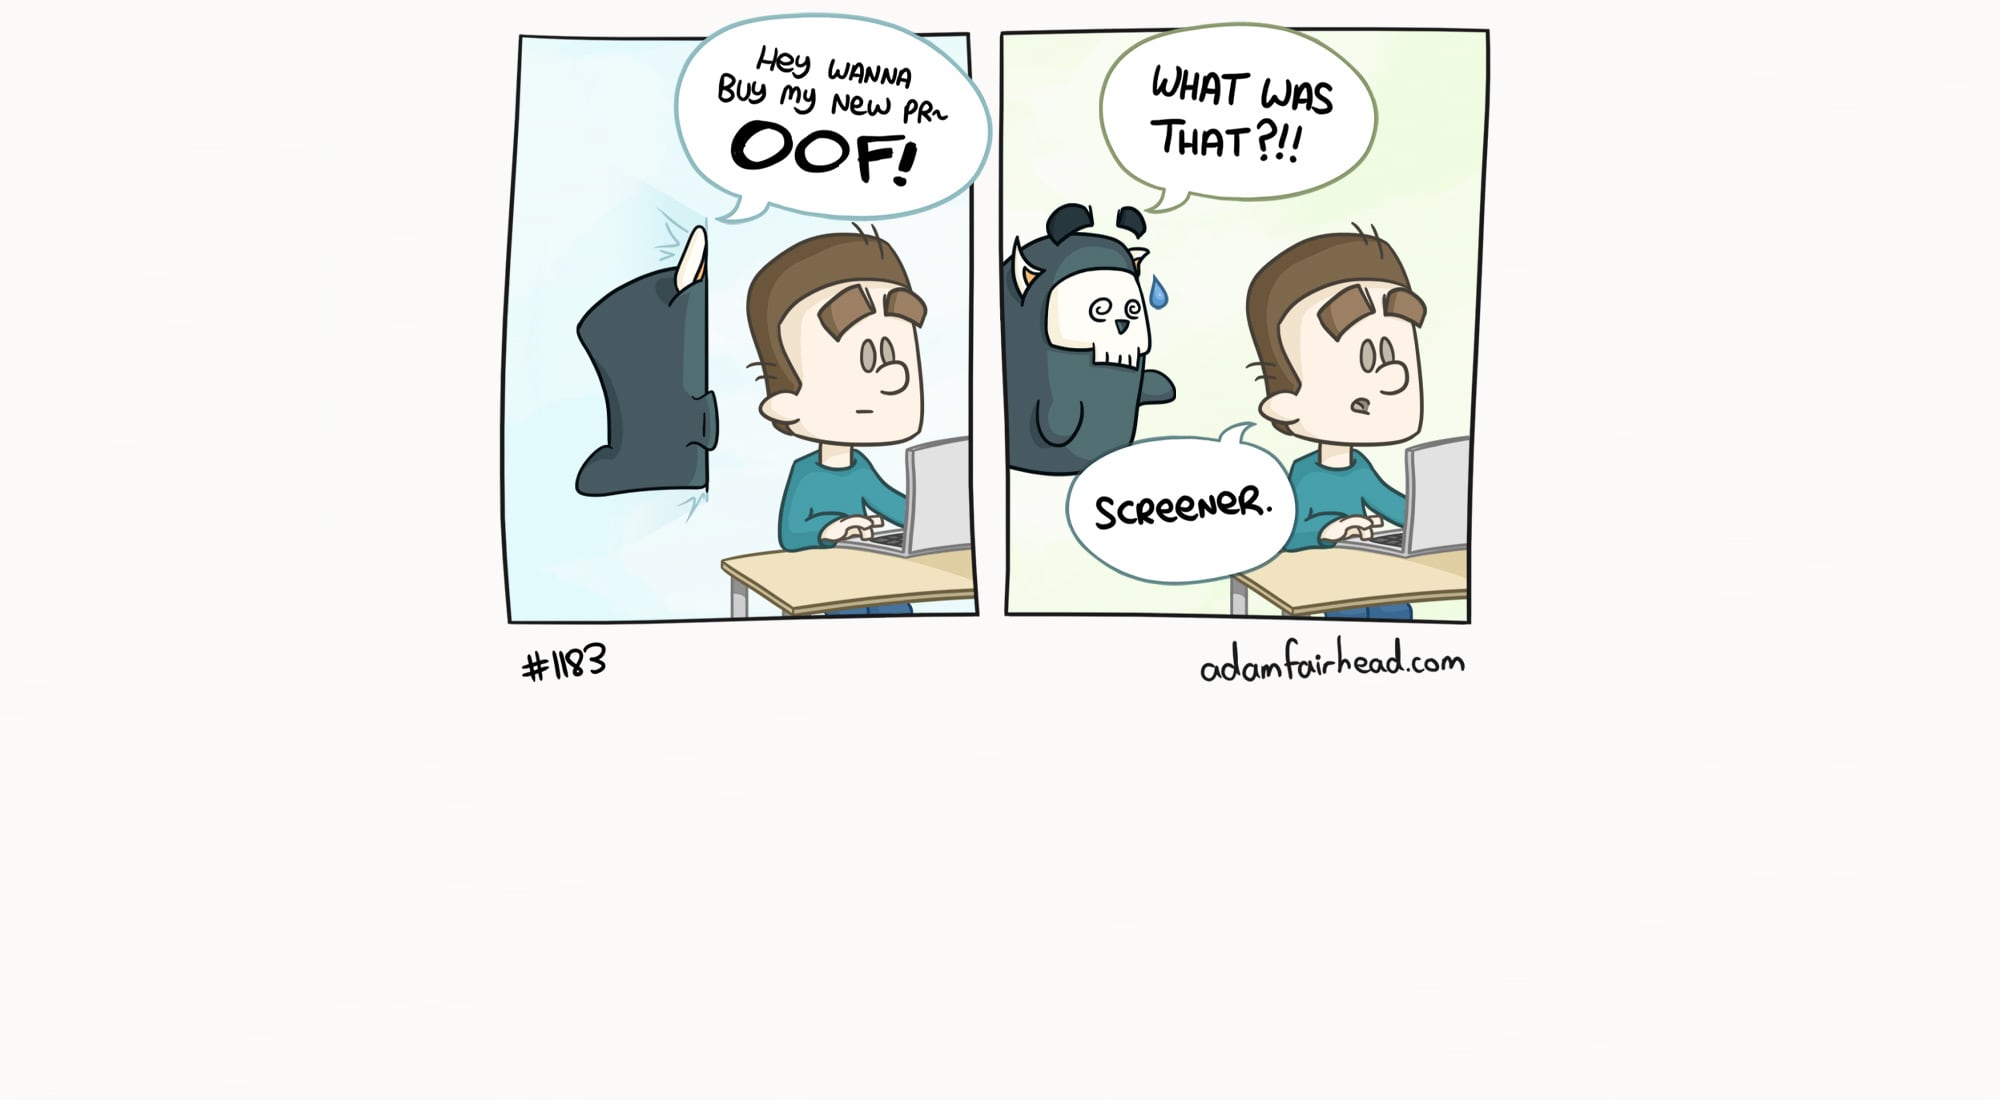 Hey WANNA
BUY MY NEW PR~
OOF!
WHAT WAS
THAT?!!
SCREENER.
#1183
adamfairhead.com